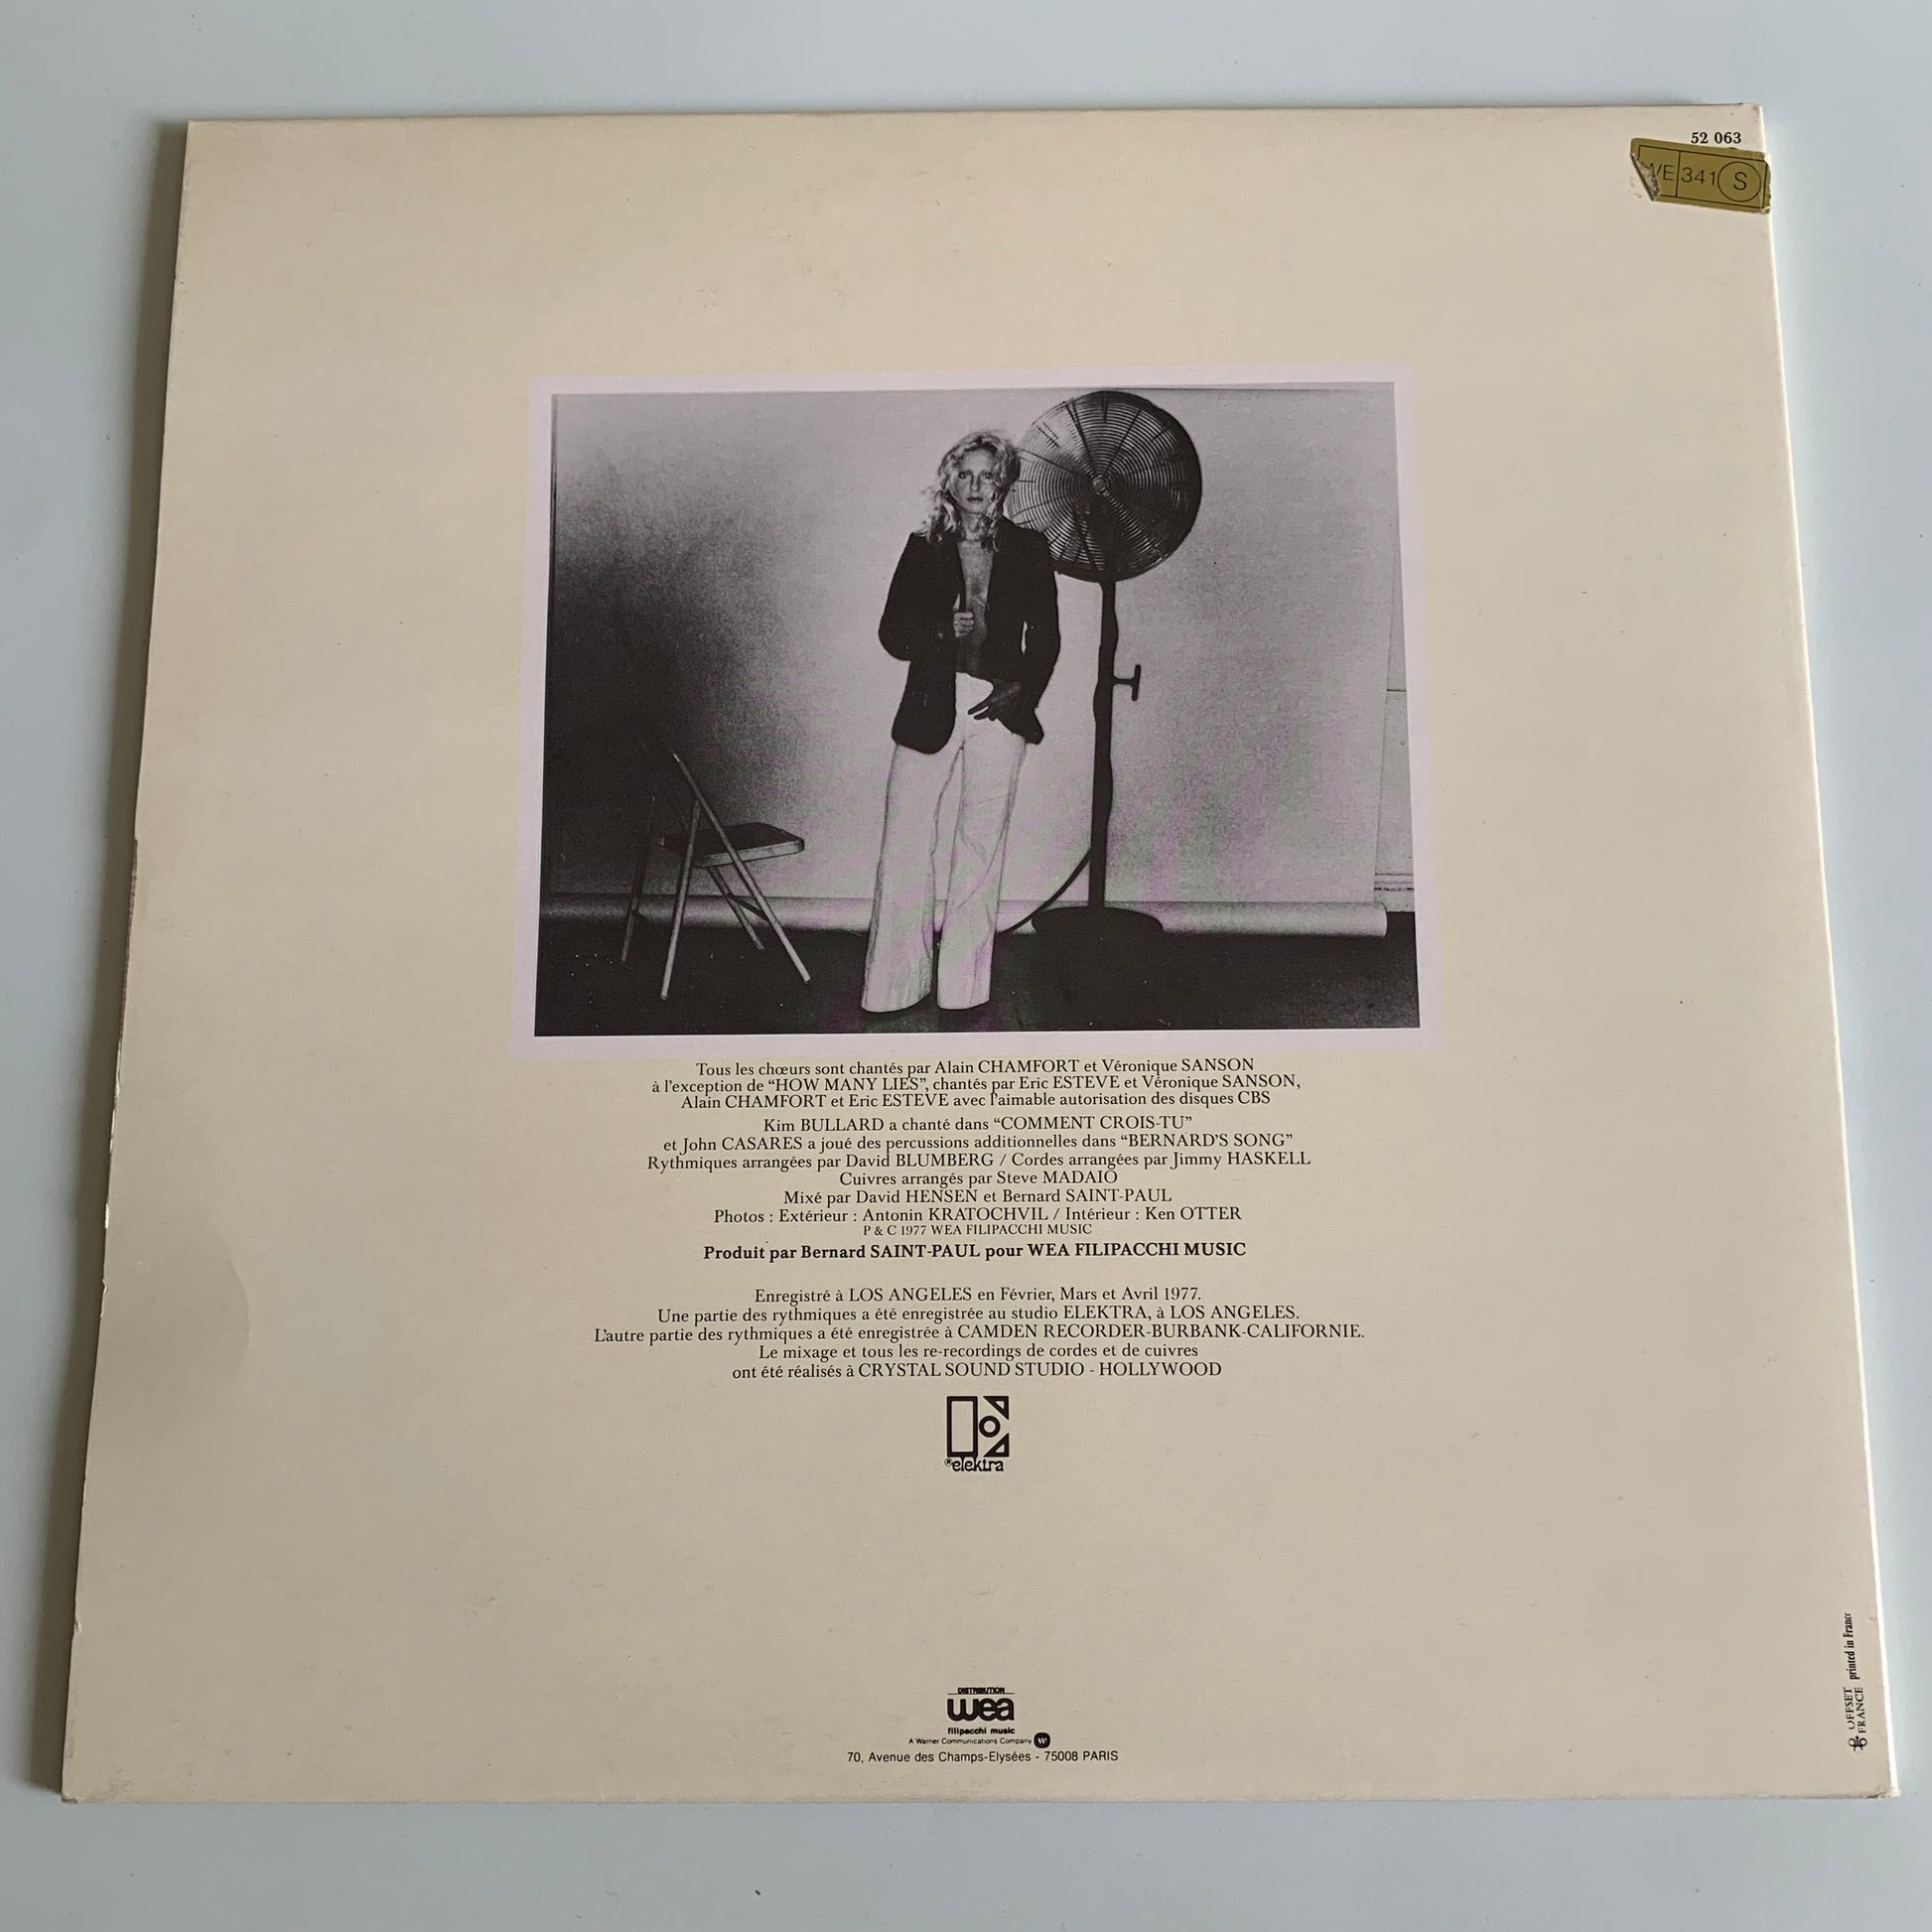 52 063
341 S
Tous les chœurs sont chantés par Alain CHAMFORT et Véronique SANSON
à l'exception de “HOW MANY LIES”, chantés par Eric ESTEVE et Véronique SANSON,
Alain CHAMFORT et Eric ESTEVE avec l'aimable autorisation des disques CBS
Kim BULLARD a chanté dans “COMMENT CROIS-TU”
et John CASARES a joué des percussions additionnelles dans “BERNARD'S SONG”
Rythmiques arrangées par David BLUMBERG / Cordes arrangées par Jimmy HASKELL
Cuivres arrangés par Steve MADAIO
Mixé par David HENSEN et Bernard SAINT-PAUL
Photos : Extérieur : Antonin KRATOCHVIL / Intérieur : Ken OTTER
P & C 1977 WEA FILIPACCHI MUSIC
Produit par Bernard SAINT-PAUL pour WEA FILIPACCHI MUSIC
Enregistré à LOS ANGELES en Février, Mars et Avril 1977.
Une partie des rythmiques a été enregistrée au studio ELEKTRA, à LOS ANGELES.
L'autre partie des rythmiques a été enregistrée à CAMDEN RECORDER-BURBANK-CALIFORNIE.
Le mixage et tous les re-recordings de cordes et de cuivres
ont été réalisés à CRYSTAL SOUND STUDIO - HOLLYWOOD
®elektra
DISTRIBUTION
wea
filipacchi music
A Warner Communications Company
70, Avenue des Champs-Elysées - 75008 PARIS
OFFSET
FRANCE printed in France